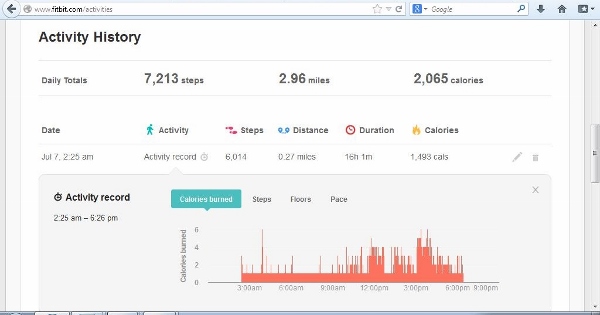 www.fitbit.com/activities
Google
Activity History
Daily Totals 7,213 steps 2.96 miles 2,065 calories
Date Activity Steps Distance Duration Calories
Jul 7, 2:25 am Activity record 6,014 0.27 miles 16h 1m 1,493 cals
Activity record
Calories burned Steps Floors Pace
x
2:25 am – 6:26 pm
Calories burned
6
4
2
0
3:00am 6:00am 9:00am 12:00pm 3:00pm 6:00pm 9:00pm